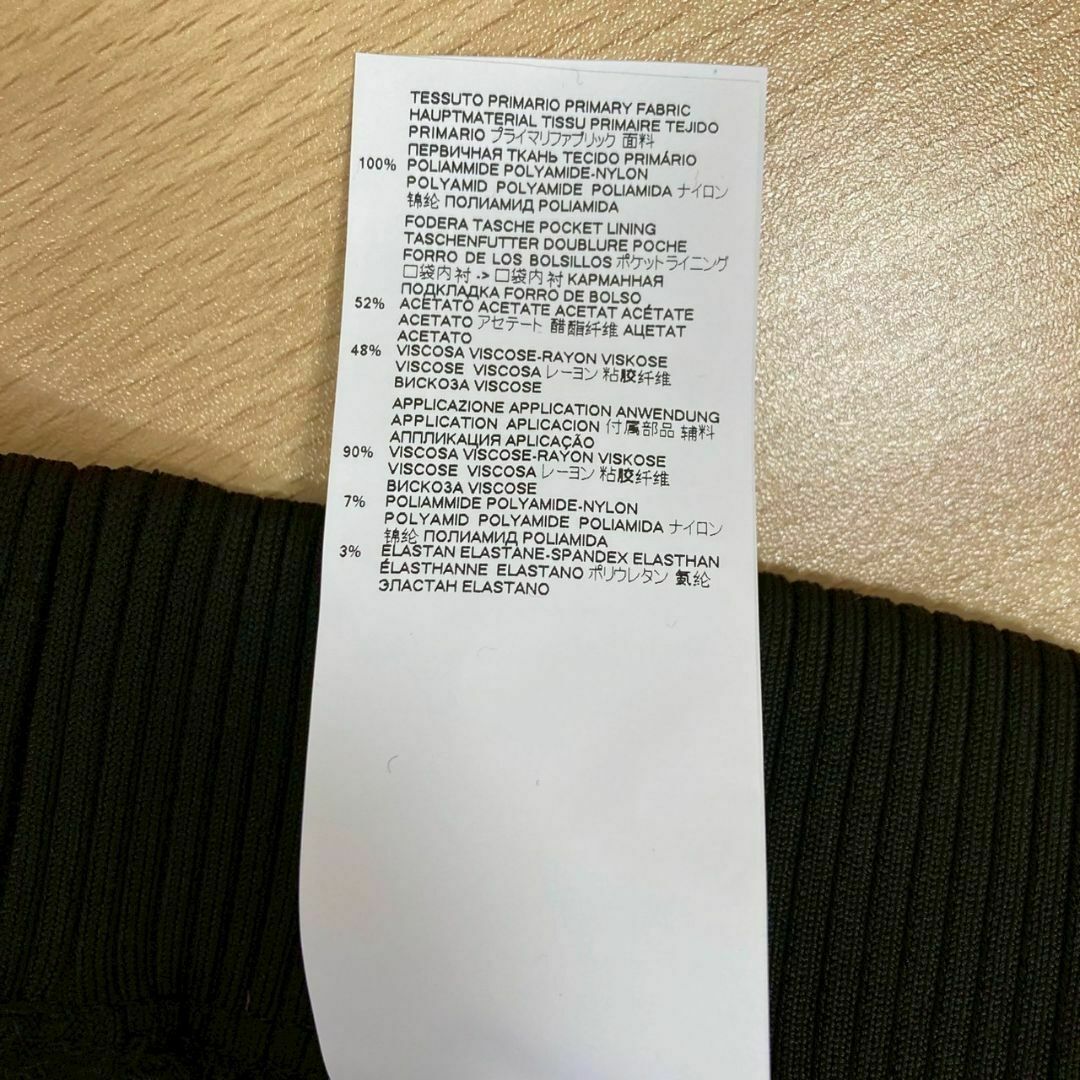 TESSUTO PRIMARIO PRIMARY FABRIC
HAUPTMATERIAL TISSU PRIMAIRE TEJIDO
PRIMARIO プライマリファブリック 面料
ПЕРВИЧНАЯ ТКАНЬ TECIDO PRIMÁRIO
100% POLIAMMIDE POLYAMIDE-NYLON
POLYAMID POLYAMIDE POLIAMIDA ナイロン
锦纶 ПОЛИАМИД POLIAMIDA
FODERA TASCHE POCKET LINING
TASCHENFUTTER DOUBLURE POCHE
FORRO DE LOS BOLSILLOS ポケットライニング
口袋内衬 -> 口袋内衬 КАРМАННАЯ
ПОДКЛАДКА FORRO DE BOLSO
52% ACETATO ACETATE ACETAT ACÉTATE
ACETATO アセテート 醋酯纤维 АЦЕТАТ
ACETATO
48% VISCOSA VISCOSE-RAYON VISKOSE
VISCOSE VISCOSA レーヨン 粘胶纤维
ВИСКОЗА VISCOSE
APPLICAZIONE APPLICATION ANWENDUNG
APPLICATION APLICACION 付属部品 辅料
АППЛИКАЦИЯ APLICAÇÃO
90% VISCOSA VISCOSE-RAYON VISKOSE
VISCOSE VISCOSA レーヨン 粘胶纤维
ВИСКОЗА VISCOSE
7% POLIAMMIDE POLYAMIDE-NYLON
POLYAMID POLYAMIDE POLIAMIDA ナイロン
锦纶 ПОЛИАМИД POLIAMIDA
3% ELASTAN ELASTANE-SPANDEX ELASTHAN
ÉLASTHANNE ELASTANO ポリウレタン 氨纶
ЭЛАСТАН ELASTANO